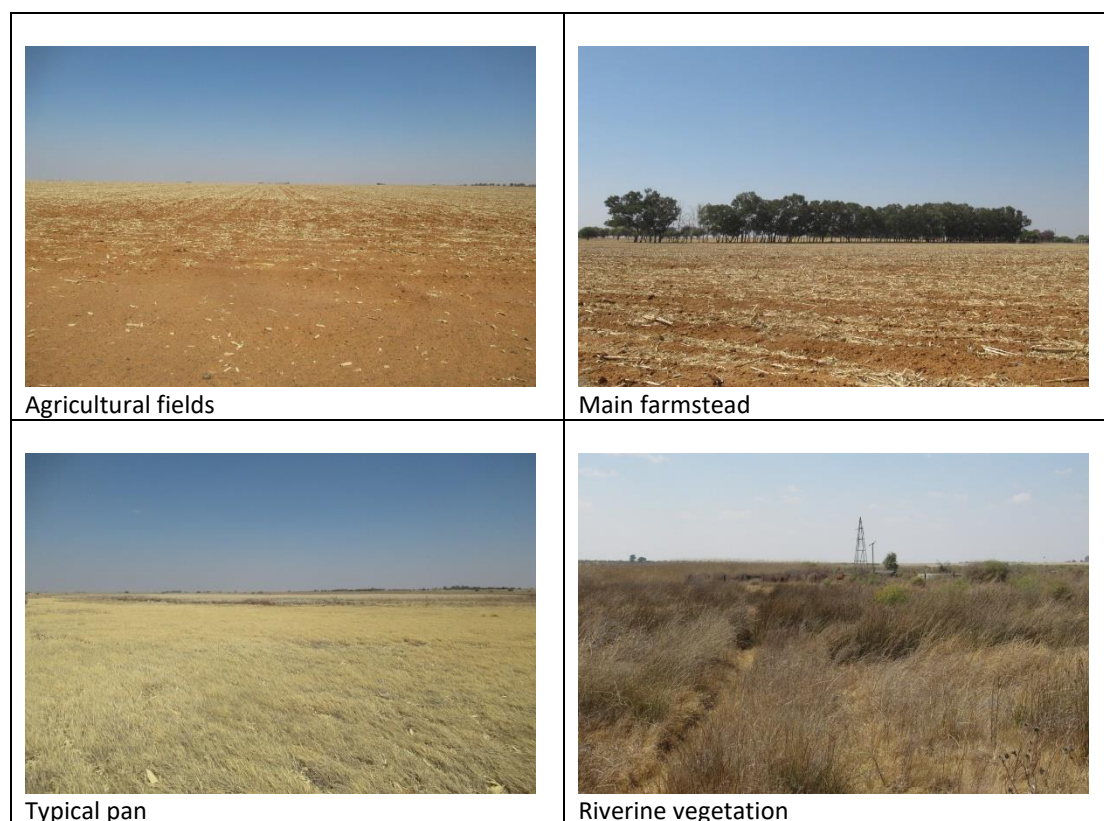 Agricultural fields
Main farmstead
Typical pan
Riverine vegetation